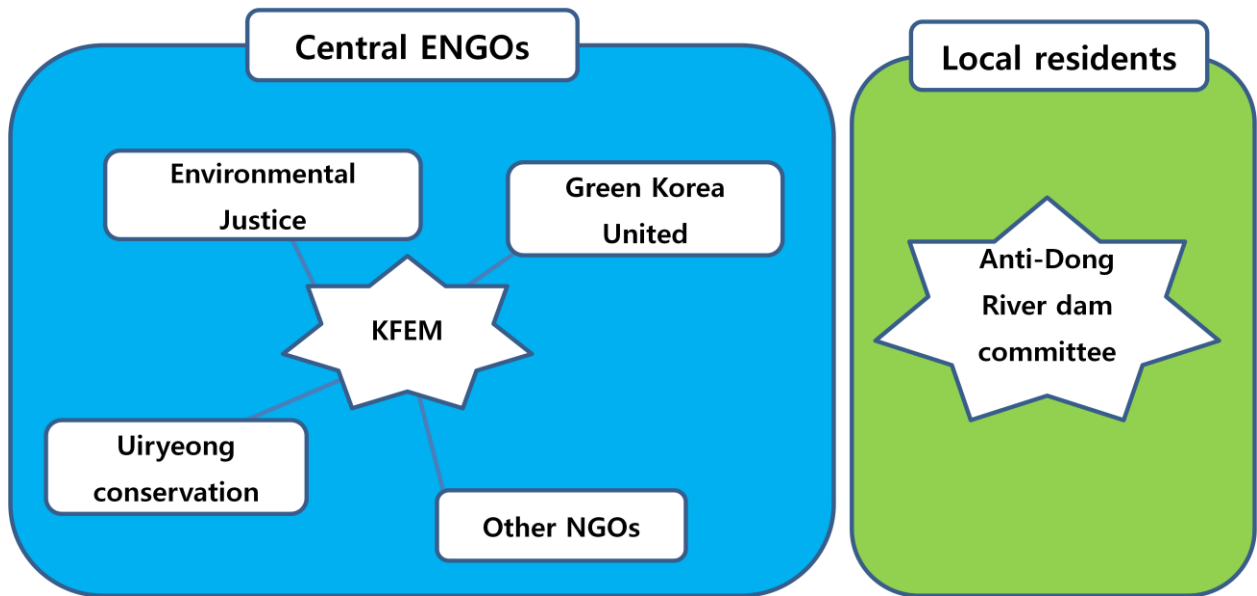 Central ENGOs
Local residents
Environmental
Justice
Green Korea
United
KFEM
Anti-Dong
River dam
committee
Uiryeong
conservation
Other NGOs